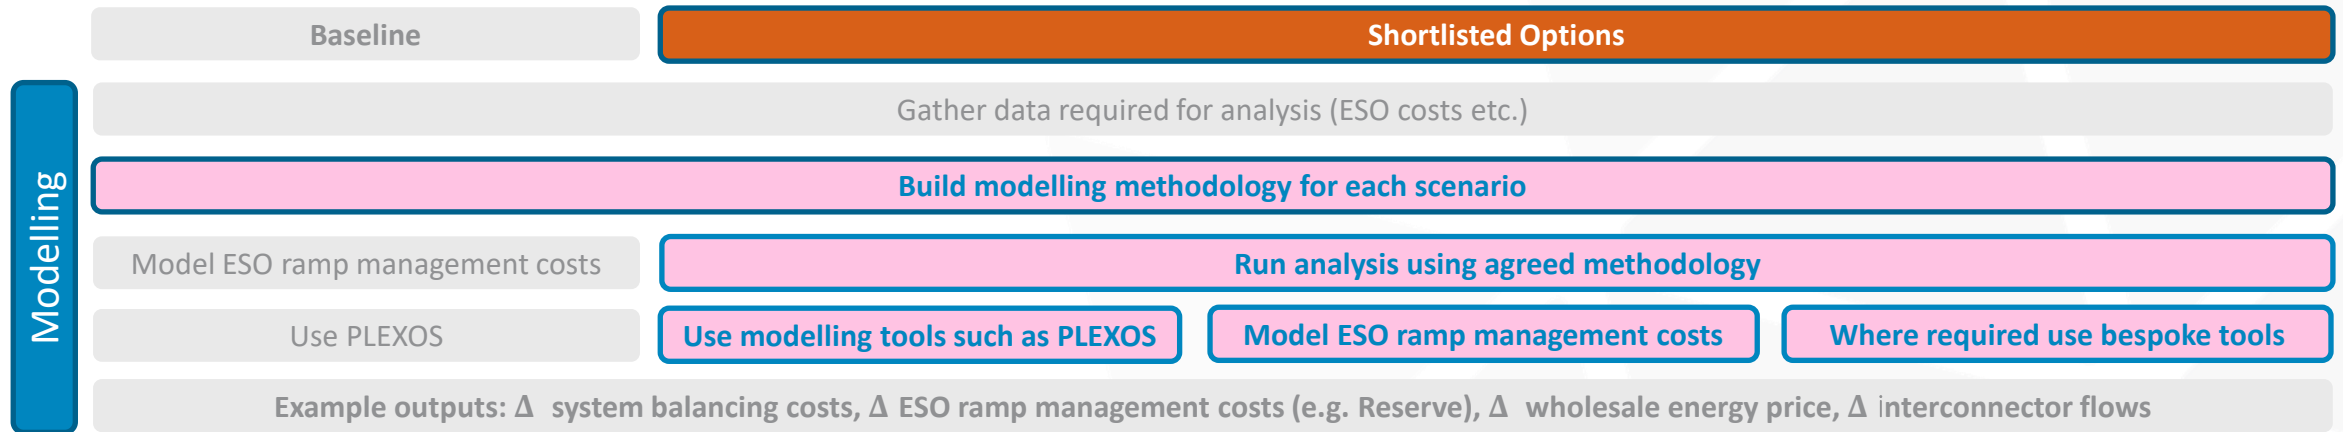 Baseline
Shortlisted Options
Modelling
Gather data required for analysis (ESO costs etc.)
Build modelling methodology for each scenario
Model ESO ramp management costs
Run analysis using agreed methodology
Use PLEXOS
Use modelling tools such as PLEXOS
Model ESO ramp management costs
Where required use bespoke tools
Example outputs: Δ system balancing costs, Δ ESO ramp management costs (e.g. Reserve), Δ wholesale energy price, Δ interconnector flows